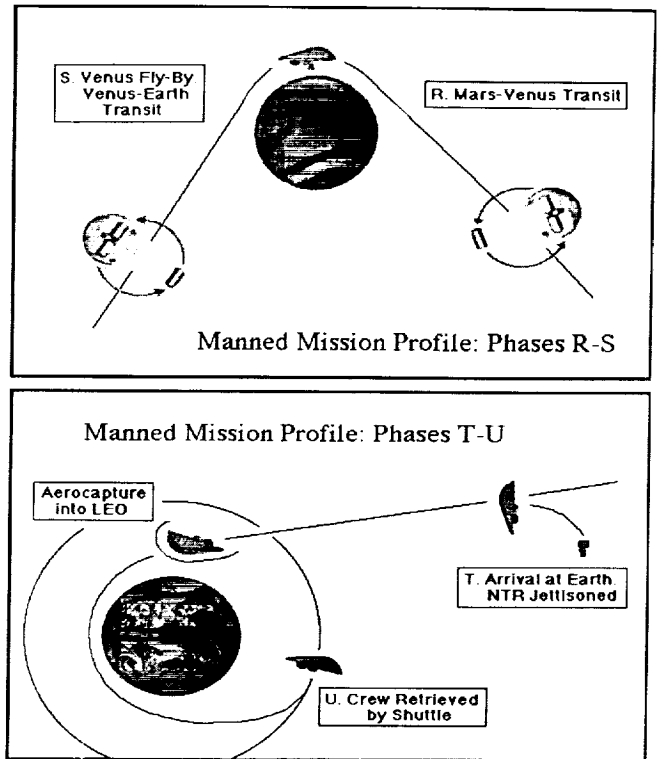 S. Venus Fly-By
Venus-Earth
Transit
R. Mars-Venus Transit
Manned Mission Profile: Phases R-S
Manned Mission Profile: Phases T-U
Aerocapture
into LEO
T. Arrival at Earth.
NTR Jettisoned
U. Crew Retrieved
by Shuttle